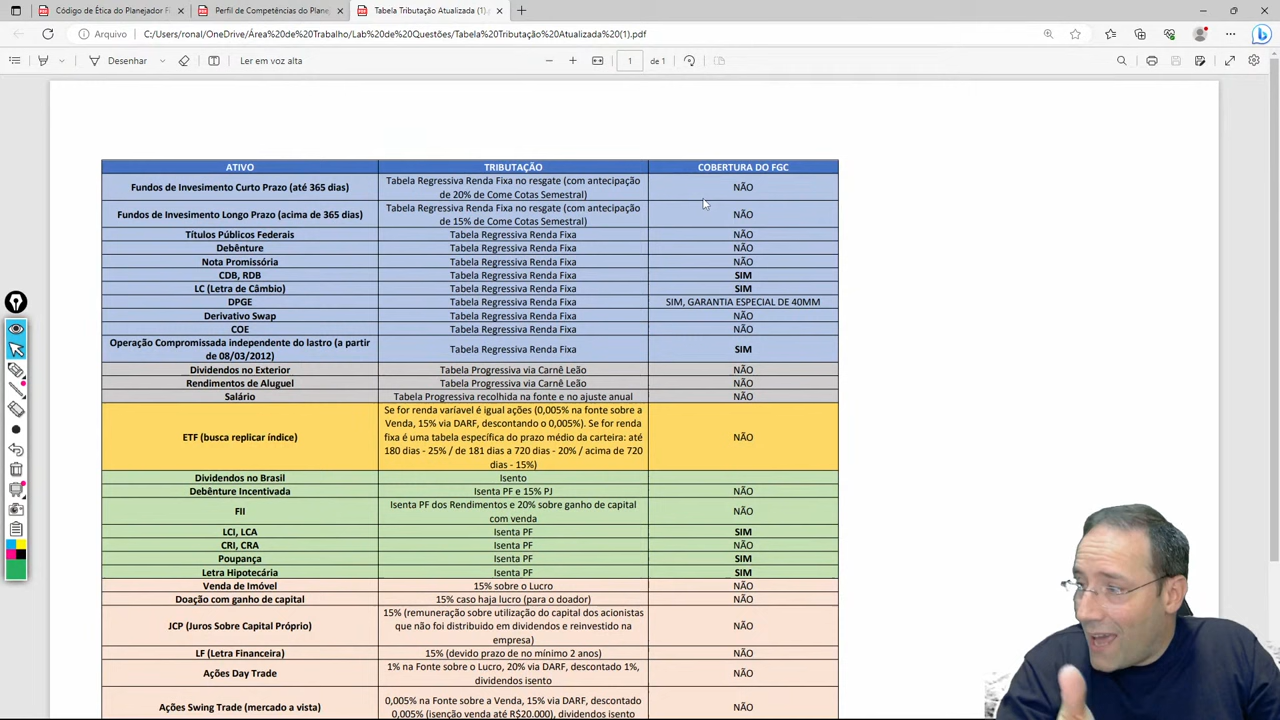 Código de Ética do Planejador Fi
Perfil de Competências do Plane
Tabela Tributação Atualizada (1).
Arquivo
C:/Users/ronal/OneDrive/Área%20de%20Trabalho/Lab%20de%20Questões/Tabela%20Tributação%20Atualizada%20(1).pdf
Desenhar
Ler em voz alta
1
de 1
ATIVO TRIBUTAÇÃO COBERTURA DO FGC
Fundos de Invesimento Curto Prazo (até 365 dias)
Tabela Regressiva Renda Fixa no resgate (com antecipação
de 20% de Come Cotas Semestral)
NÃO
Fundos de Invesimento Longo Prazo (acima de 365 dias)
Tabela Regressiva Renda Fixa no resgate (com antecipação
de 15% de Come Cotas Semestral)
NÃO
Títulos Públicos Federais Tabela Regressiva Renda Fixa NÃO
Debênture Tabela Regressiva Renda Fixa NÃO
Nota Promissória Tabela Regressiva Renda Fixa NÃO
CDB, RDB Tabela Regressiva Renda Fixa SIM
LC (Letra de Câmbio) Tabela Regressiva Renda Fixa SIM
DPGE Tabela Regressiva Renda Fixa SIM, GARANTIA ESPECIAL DE 40MM
Derivativo Swap Tabela Regressiva Renda Fixa NÃO
COE Tabela Regressiva Renda Fixa NÃO
Operação Compromissada independente do lastro (a partir
de 08/03/2012)
Tabela Regressiva Renda Fixa
SIM
Dividendos no Exterior Tabela Progressiva via Carnê Leão NÃO
Rendimentos de Aluguel Tabela Progressiva via Carnê Leão NÃO
Salário Tabela Progressiva recolhida na fonte e no ajuste anual NÃO
ETF (busca replicar índice)
Se for renda varíavel é igual ações (0,005% na fonte sobre a
Venda, 15% via DARF, descontando o 0,005%). Se for renda
fixa é uma tabela específica do prazo médio da carteira: até
180 dias - 25% / de 181 dias a 720 dias - 20% / acima de 720
dias - 15%)
NÃO
Dividendos no Brasil Isento
Debênture Incentivada Isenta PF e 15% PJ NÃO
FII
Isenta PF dos Rendimentos e 20% sobre ganho de capital
com venda
NÃO
LCI, LCA Isenta PF SIM
CRI, CRA Isenta PF NÃO
Poupança Isenta PF SIM
Letra Hipotecária Isenta PF SIM
Venda de Imóvel 15% sobre o Lucro NÃO
Doação com ganho de capital 15% caso haja lucro (para o doador) NÃO
JCP (Juros Sobre Capital Próprio)
15% (remuneração sobre utilização do capital dos acionistas
que não foi distribuido em dividendos e reinvestido na
empresa)
NÃO
LF (Letra Financeira) 15% (devido prazo de no mínimo 2 anos) NÃO
Ações Day Trade
1% na Fonte sobre o Lucro, 20% via DARF, descontado 1%,
dividendos isento
NÃO
Ações Swing Trade (mercado a vista)
0,005% na Fonte sobre a Venda, 15% via DARF, descontado
0,005% (isenção venda até R$20.000), dividendos isento
NÃO